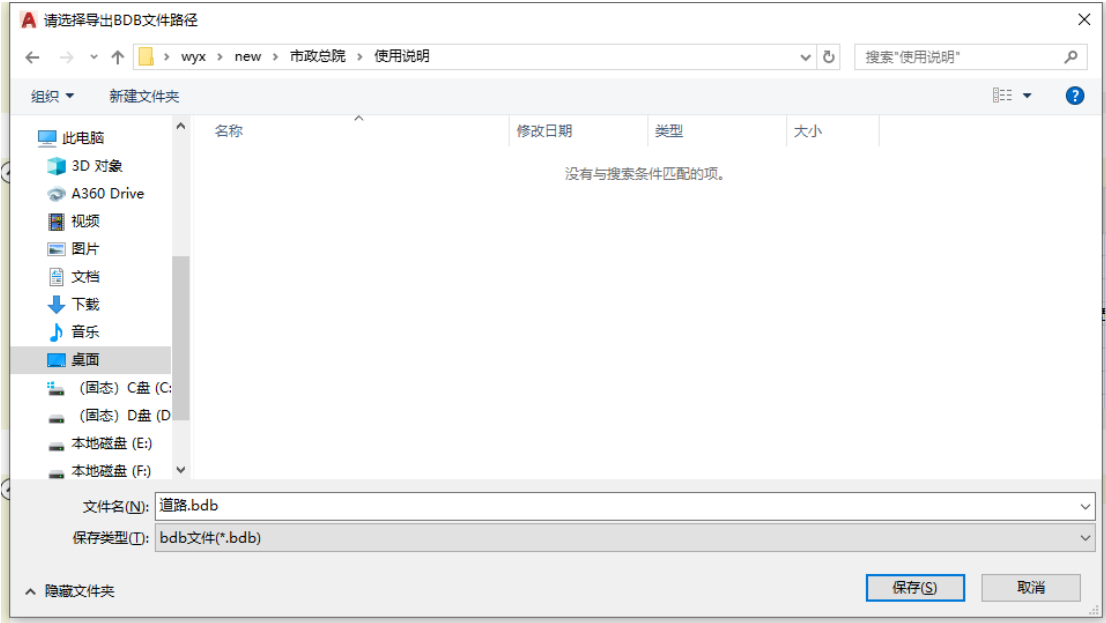 请选择导出BDB文件路径
wyx › new › 市政总院 › 使用说明
搜索"使用说明"
组织 新建文件夹
名称 修改日期 类型 大小
没有与搜索条件匹配的项。
此电脑
3D 对象
A360 Drive
视频
图片
文档
下载
音乐
桌面
（固态）C盘 (C:
（固态）D盘 (D
本地磁盘 (E:)
本地磁盘 (F:)
文件名(N): 道路.bdb
保存类型(T): bdb文件(*.bdb)
隐藏文件夹 保存(S) 取消